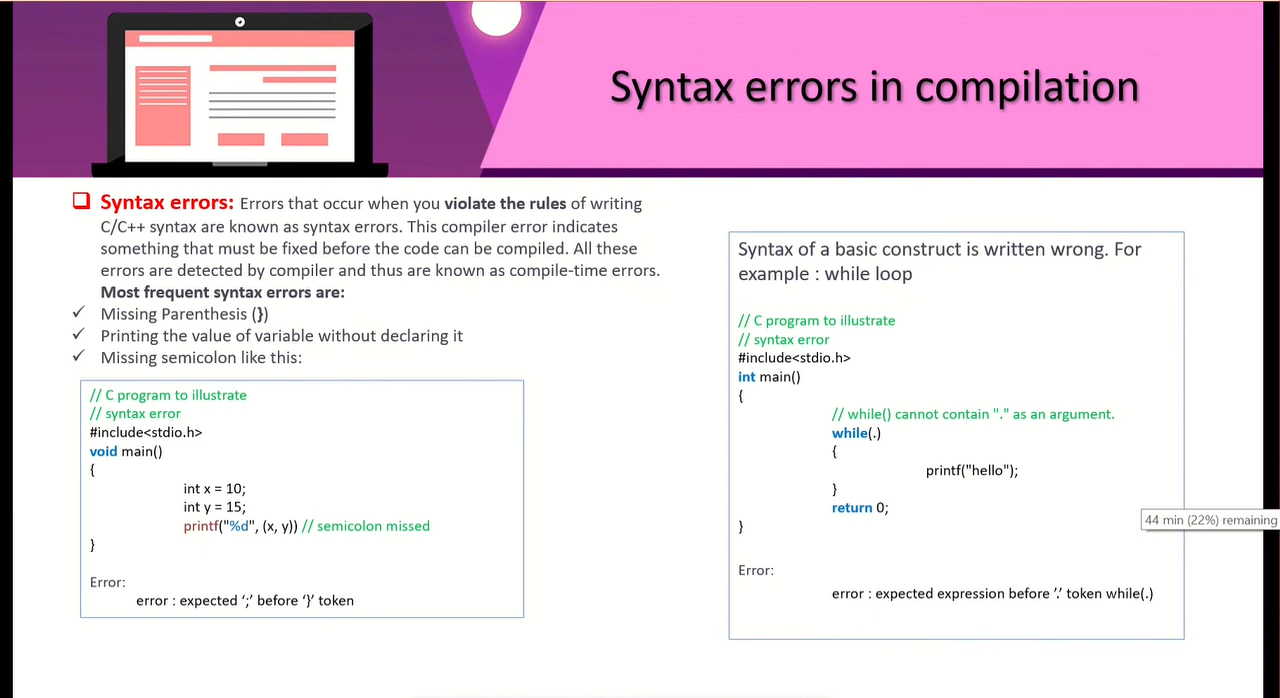 Syntax errors in compilation
❑ Syntax errors: Errors that occur when you violate the rules of writing
C/C++ syntax are known as syntax errors. This compiler error indicates
something that must be fixed before the code can be compiled. All these
errors are detected by compiler and thus are known as compile-time errors.
Most frequent syntax errors are:
✓ Missing Parenthesis (})
✓ Printing the value of variable without declaring it
✓ Missing semicolon like this:
// C program to illustrate
// syntax error
#include<stdio.h>
void main()
{
int x = 10;
int y = 15;
printf("%d", (x, y)) // semicolon missed
}
Error:
error : expected ‘;’ before ‘}’ token
Syntax of a basic construct is written wrong. For
example : while loop
// C program to illustrate
// syntax error
#include<stdio.h>
int main()
{
// while() cannot contain "." as an argument.
while(.)
{
printf("hello");
}
return 0;
}
Error:
error : expected expression before ’.’ token while(.)
44 min (22%) remaining